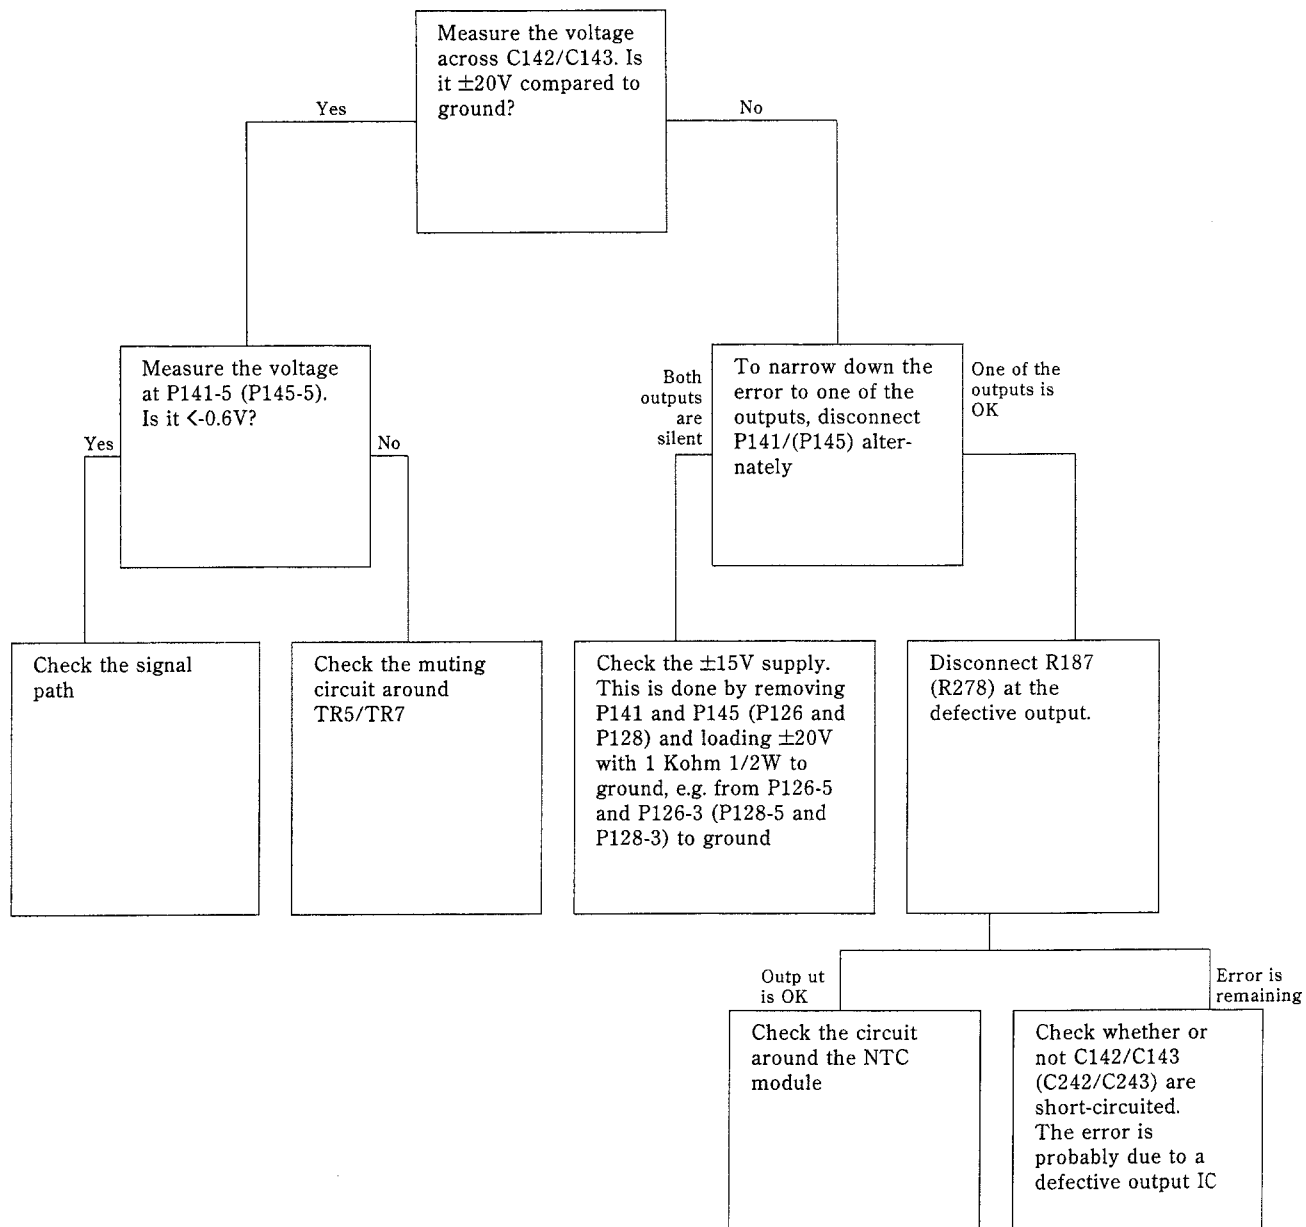 Measure the voltage
across C142/C143. Is
it ±20V compared to
ground?
Yes
No
Measure the voltage
at P141-5 (P145-5).
Is it <-0.6V?
Yes
No
Both
outputs
are
silent
To narrow down the
error to one of the
outputs, disconnect
P141/(P145) alter-
nately
One of the
outputs is
OK
Check the signal
path
Check the muting
circuit around
TR5/TR7
Check the ±15V supply.
This is done by removing
P141 and P145 (P126 and
P128) and loading ±20V
with 1 Kohm 1/2W to
ground, e.g. from P126-5
and P126-3 (P128-5 and
P128-3) to ground
Disconnect R187
(R278) at the
defective output.
Outp ut
is OK
Error is
remaining
Check the circuit
around the NTC
module
Check whether or
not C142/C143
(C242/C243) are
short-circuited.
The error is
probably due to a
defective output IC